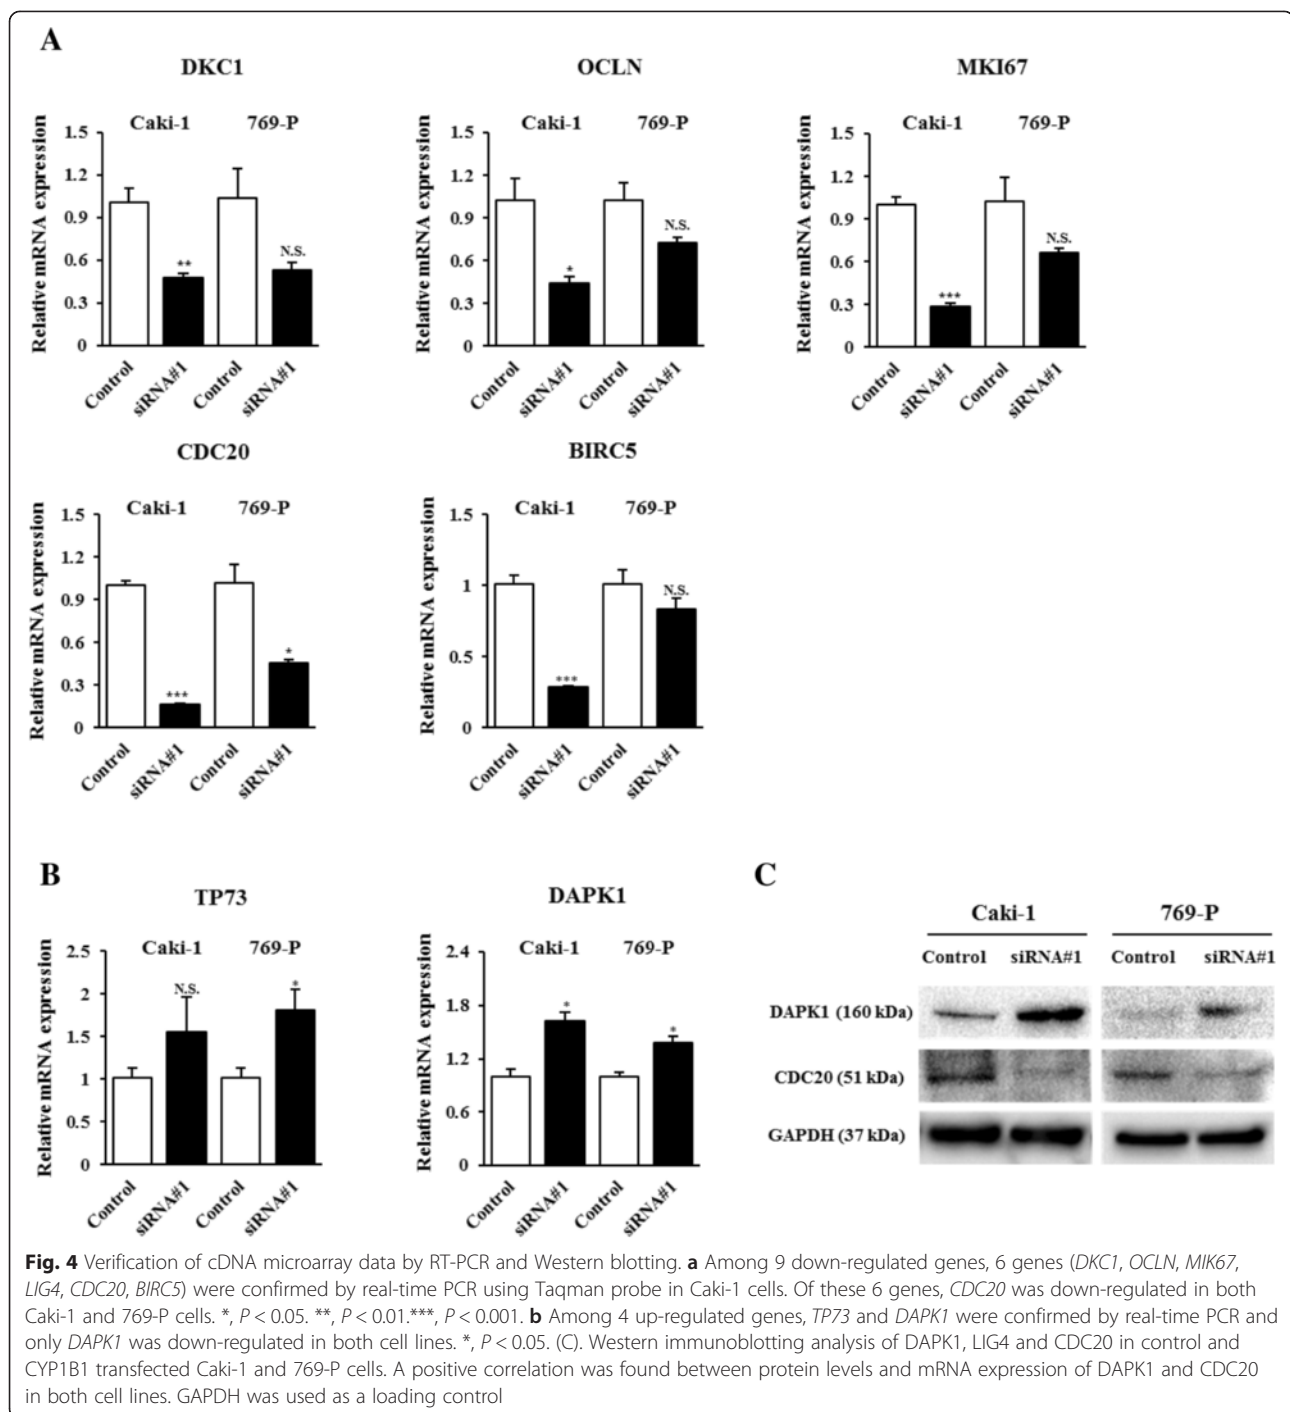 A
DKC1
Caki-1 769-P
Relative mRNA expression
1.5
1.2
0.9
0.6
0.3
0
**
N.S.
Control siRNA#1 Control siRNA#1
OCLN
Caki-1 769-P
Relative mRNA expression
1.5
1.2
0.9
0.6
0.3
0
*
N.S.
Control siRNA#1 Control siRNA#1
MKI67
Caki-1 769-P
Relative mRNA expression
1.5
1.2
0.9
0.6
0.3
0
***
N.S.
Control siRNA#1 Control siRNA#1
CDC20
Caki-1 769-P
Relative mRNA expression
1.5
1.2
0.9
0.6
0.3
0
***
*
Control siRNA#1 Control siRNA#1
BIRC5
Caki-1 769-P
Relative mRNA expression
1.5
1
0.5
0
***
N.S.
Control siRNA#1 Control siRNA#1
B
TP73
Caki-1 769-P
Relative mRNA expression
2.5
2
1.5
1
0.5
0
N.S.
*
Control siRNA#1 Control siRNA#1
DAPK1
Caki-1 769-P
Relative mRNA expression
2.4
1.8
1.2
0.6
0
*
*
Control siRNA#1 Control siRNA#1
C
Caki-1 769-P
Control siRNA#1 Control siRNA#1
DAPK1 (160 kDa)
CDC20 (51 kDa)
GAPDH (37 kDa)
Fig. 4 Verification of cDNA microarray data by RT-PCR and Western blotting. a Among 9 down-regulated genes, 6 genes (DKC1, OCLN, MIK67,
LIG4, CDC20, BIRC5) were confirmed by real-time PCR using Taqman probe in Caki-1 cells. Of these 6 genes, CDC20 was down-regulated in both
Caki-1 and 769-P cells. *, P < 0.05. **, P < 0.01.***, P < 0.001. b Among 4 up-regulated genes, TP73 and DAPK1 were confirmed by real-time PCR and
only DAPK1 was down-regulated in both cell lines. *, P < 0.05. (C). Western immunoblotting analysis of DAPK1, LIG4 and CDC20 in control and
CYP1B1 transfected Caki-1 and 769-P cells. A positive correlation was found between protein levels and mRNA expression of DAPK1 and CDC20
in both cell lines. GAPDH was used as a loading control